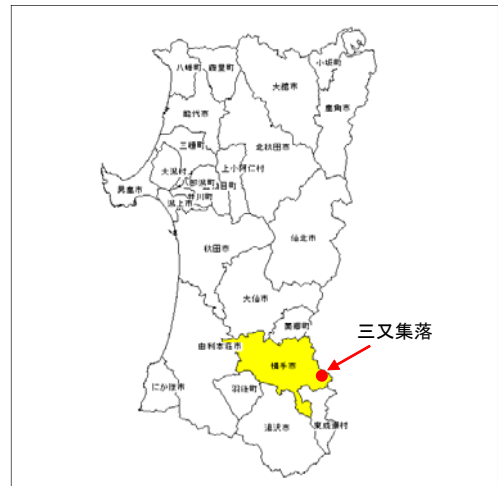 小坂町
八峰町
藤里町
大館市
鹿角市
能代市
北秋田市
三種町
上小阿仁村
大潟村
八郎潟町
男鹿市
井川町
潟上市
仙北市
秋田市
大仙市
美郷町
三又集落
由利本荘市
横手市
にかほ市
羽後町
湯沢市
東成瀬村